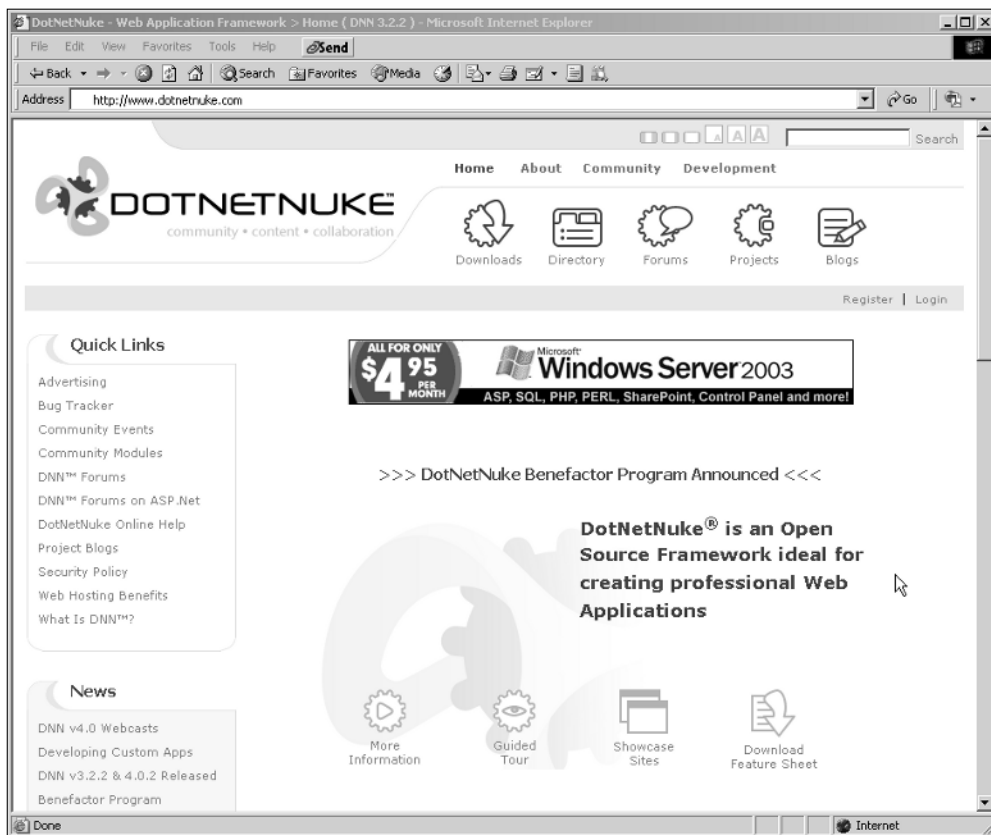 DotNetNuke - Web Application Framework > Home ( DNN 3.2.2 ) - Microsoft Internet Explorer
File Edit View Favorites Tools Help Send
Back Search Favorites Media
Address http://www.dotnetnuke.com Go
A A A Search
Home About Community Development
DOTNETNUKE™
community • content • collaboration
Downloads Directory Forums Projects Blogs
Register | Login
Quick Links
Advertising
Bug Tracker
Community Events
Community Modules
DNN™ Forums
DNN™ Forums on ASP.Net
DotNetNuke Online Help
Project Blogs
Security Policy
Web Hosting Benefits
What Is DNN™?
News
DNN v4.0 Webcasts
Developing Custom Apps
DNN v3.2.2 & 4.0.2 Released
Benefactor Program
ALL FOR ONLY
$4.95
PER
MONTH
Microsoft
Windows Server 2003
ASP, SQL, PHP, PERL, SharePoint, Control Panel and more!
>>> DotNetNuke Benefactor Program Announced <<<
DotNetNuke® is an Open
Source Framework ideal for
creating professional Web
Applications
More
Information
Guided
Tour
Showcase
Sites
Download
Feature Sheet
Done Internet